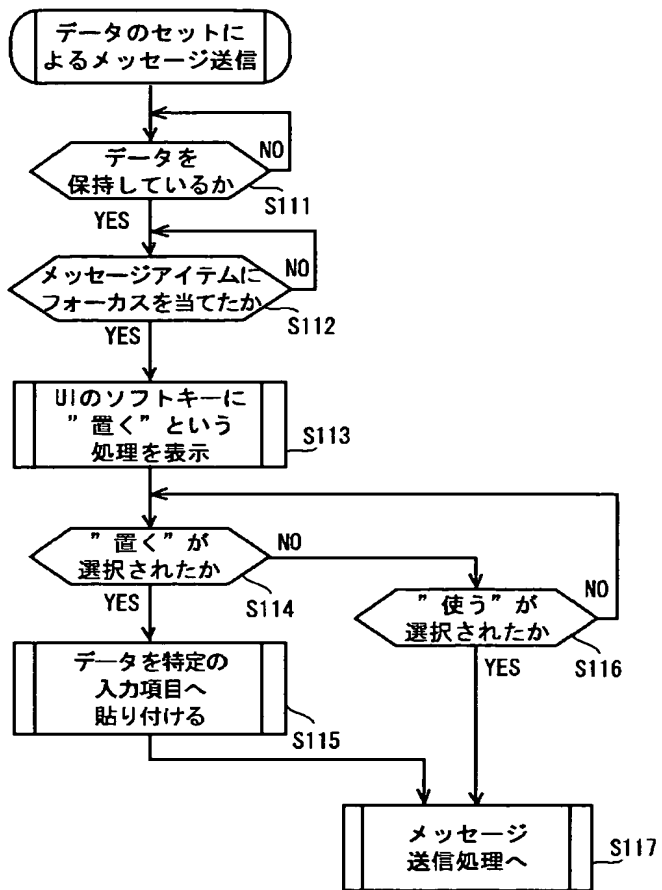 データのセットに
よるメッセージ送信
データを
保持しているか
NO
S111
YES
メッセージアイテムに
フォーカスを当てたか
NO
S112
YES
UIのソフトキーに
”置く”という
処理を表示
S113
”置く”が
選択されたか
NO
S114
YES
”使う”が
選択されたか
NO
S116
YES
データを特定の
入力項目へ
貼り付ける
S115
メッセージ
送信処理へ
S117